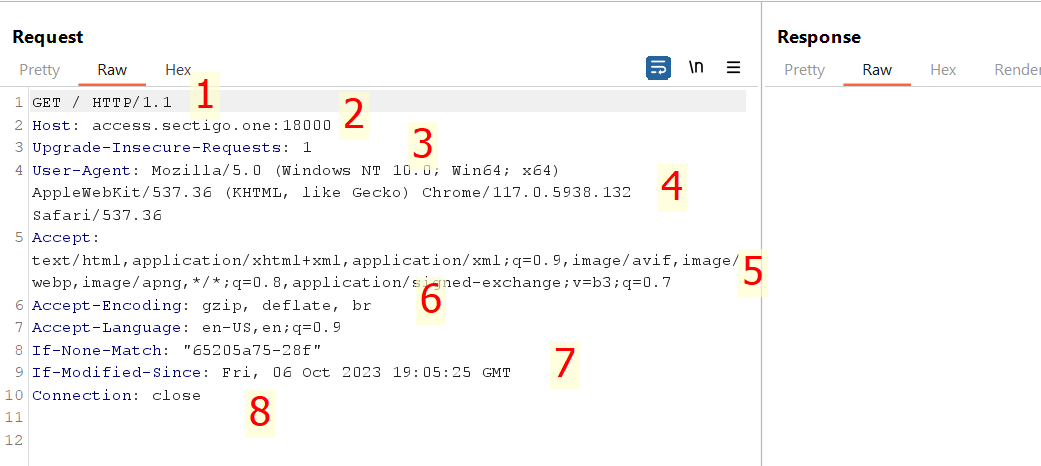 Request
Response
Pretty Raw Hex \n
Pretty Raw Hex Render
1
1 GET / HTTP/1.1
2
2 Host: access.sectigo.one:18000
3
3 Upgrade-Insecure-Requests: 1
4 User-Agent: Mozilla/5.0 (Windows NT 10.0; Win64; x64)
4
AppleWebKit/537.36 (KHTML, like Gecko) Chrome/117.0.5938.132
Safari/537.36
5 Accept:
text/html,application/xhtml+xml,application/xml;q=0.9,image/avif,image/
5
webp,image/apng,*/*;q=0.8,application/signed-exchange;v=b3;q=0.7
6
6 Accept-Encoding: gzip, deflate, br
7 Accept-Language: en-US,en;q=0.9
8 If-None-Match: "65205a75-28f"
7
9 If-Modified-Since: Fri, 06 Oct 2023 19:05:25 GMT
10 Connection: close
8
11
12